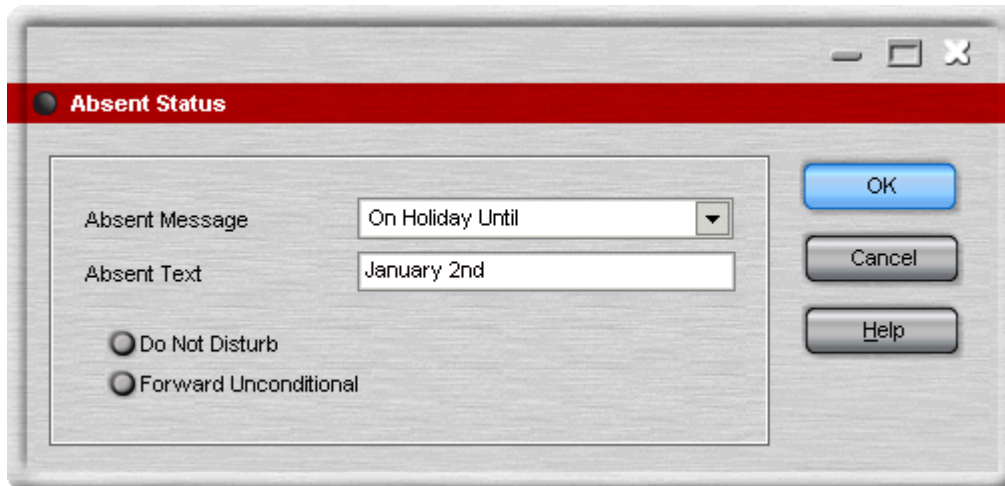 Absent Status
Absent Message
On Holiday Until
Absent Text
January 2nd
Do Not Disturb
Forward Unconditional
OK
Cancel
Help